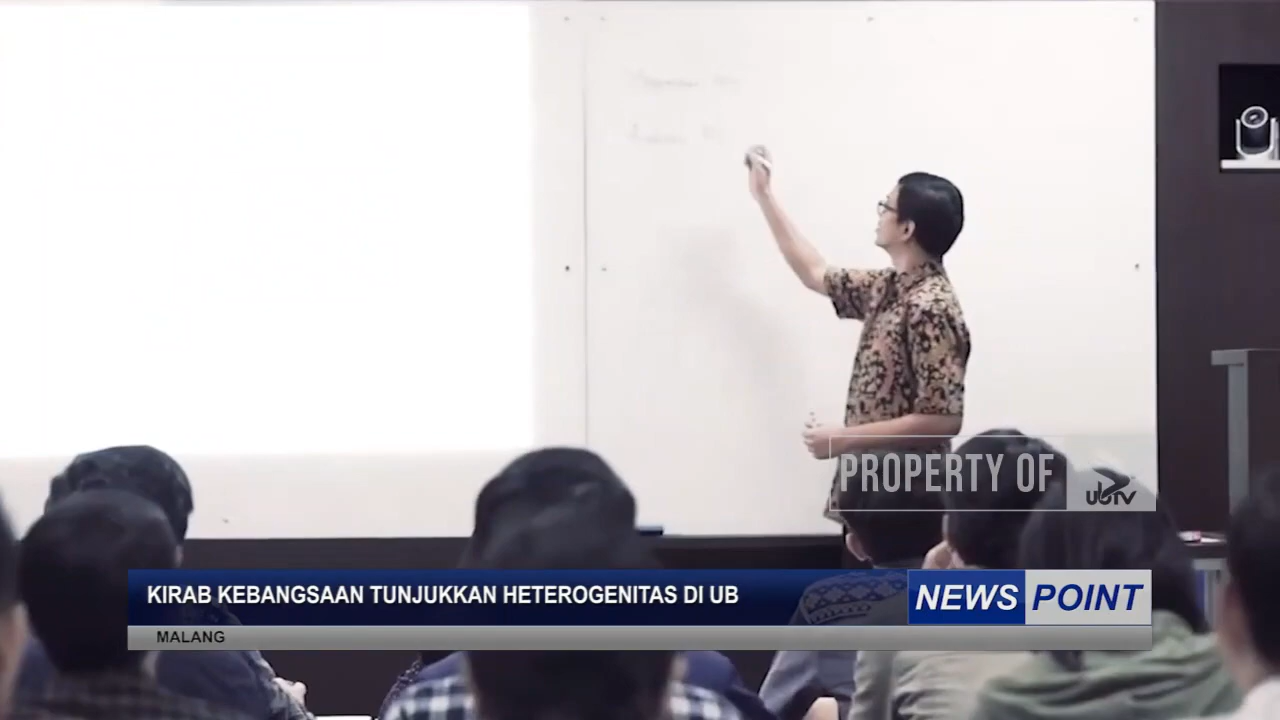 PROPERTY OF UBTV
KIRAB KEBANGSAAN TUNJUKKAN HETEROGENITAS DI UB
NEWS POINT
MALANG